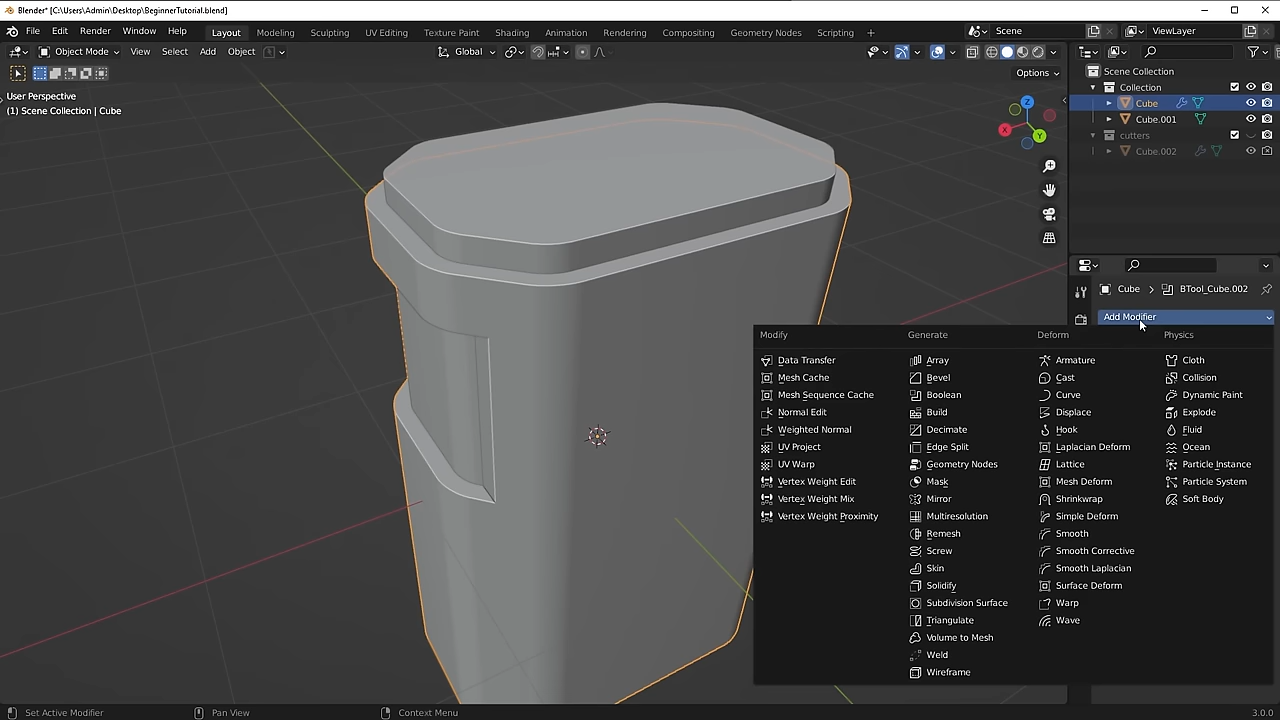 Blender* [C:\Users\Admin\Desktop\BeginnerTutorial.blend]
File Edit Render Window Help Layout Modeling Sculpting UV Editing Texture Paint Shading Animation Rendering Compositing Geometry Nodes Scripting + Scene ViewLayer
Object Mode View Select Add Object Global
Options
User Perspective
(1) Scene Collection | Cube
Z
X
Y
Scene Collection
Collection
Cube
Cube.001
cutters
Cube.002
Cube > BTool_Cube.002
Add Modifier
Modify Generate Deform Physics
Data Transfer Array Armature Cloth
Mesh Cache Bevel Cast Collision
Mesh Sequence Cache Boolean Curve Dynamic Paint
Normal Edit Build Displace Explode
Weighted Normal Decimate Hook Fluid
UV Project Edge Split Laplacian Deform Ocean
UV Warp Geometry Nodes Lattice Particle Instance
Vertex Weight Edit Mask Mesh Deform Particle System
Vertex Weight Mix Mirror Shrinkwrap Soft Body
Vertex Weight Proximity Multiresolution Simple Deform
Remesh Smooth
Screw Smooth Corrective
Skin Smooth Laplacian
Solidify Surface Deform
Subdivision Surface Warp
Triangulate Wave
Volume to Mesh
Weld
Wireframe
Set Active Modifier Pan View Context Menu 3.0.0